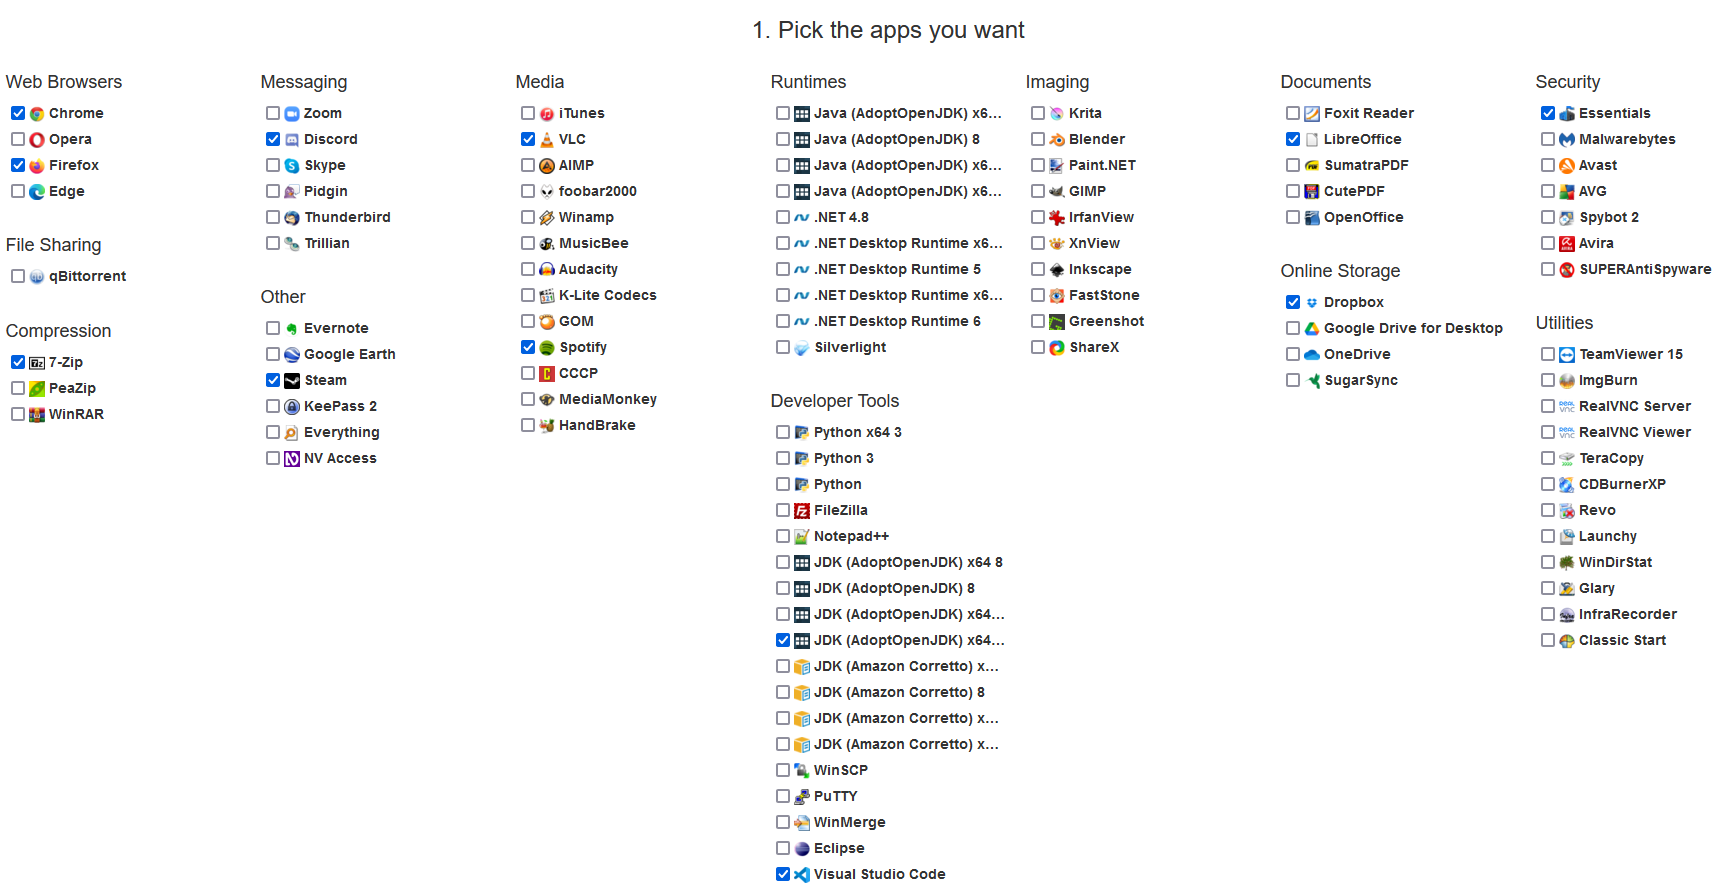 1. Pick the apps you want
Web Browsers
Chrome
Opera
Firefox
Edge
File Sharing
qBittorrent
Compression
7-Zip
PeaZip
WinRAR
Messaging
Zoom
Discord
Skype
Pidgin
Thunderbird
Trillian
Other
Evernote
Google Earth
Steam
KeePass 2
Everything
NV Access
Media
iTunes
VLC
AIMP
foobar2000
Winamp
MusicBee
Audacity
K-Lite Codecs
GOM
Spotify
CCCP
MediaMonkey
HandBrake
Runtimes
Java (AdoptOpenJDK) x6...
Java (AdoptOpenJDK) 8
Java (AdoptOpenJDK) x6...
Java (AdoptOpenJDK) x6...
.NET 4.8
.NET Desktop Runtime x6...
.NET Desktop Runtime 5
.NET Desktop Runtime x6...
.NET Desktop Runtime 6
Silverlight
Developer Tools
Python x64 3
Python 3
Python
FileZilla
Notepad++
JDK (AdoptOpenJDK) x64 8
JDK (AdoptOpenJDK) 8
JDK (AdoptOpenJDK) x64...
JDK (AdoptOpenJDK) x64...
JDK (Amazon Corretto) x...
JDK (Amazon Corretto) 8
JDK (Amazon Corretto) x...
JDK (Amazon Corretto) x...
WinSCP
PuTTY
WinMerge
Eclipse
Visual Studio Code
Imaging
Krita
Blender
Paint.NET
GIMP
IrfanView
XnView
Inkscape
FastStone
Greenshot
ShareX
Documents
Foxit Reader
LibreOffice
SumatraPDF
CutePDF
OpenOffice
Online Storage
Dropbox
Google Drive for Desktop
OneDrive
SugarSync
Security
Essentials
Malwarebytes
Avast
AVG
Spybot 2
Avira
SUPERAntiSpyware
Utilities
TeamViewer 15
ImgBurn
RealVNC Server
RealVNC Viewer
TeraCopy
CDBurnerXP
Revo
Launchy
WinDirStat
Glary
InfraRecorder
Classic Start